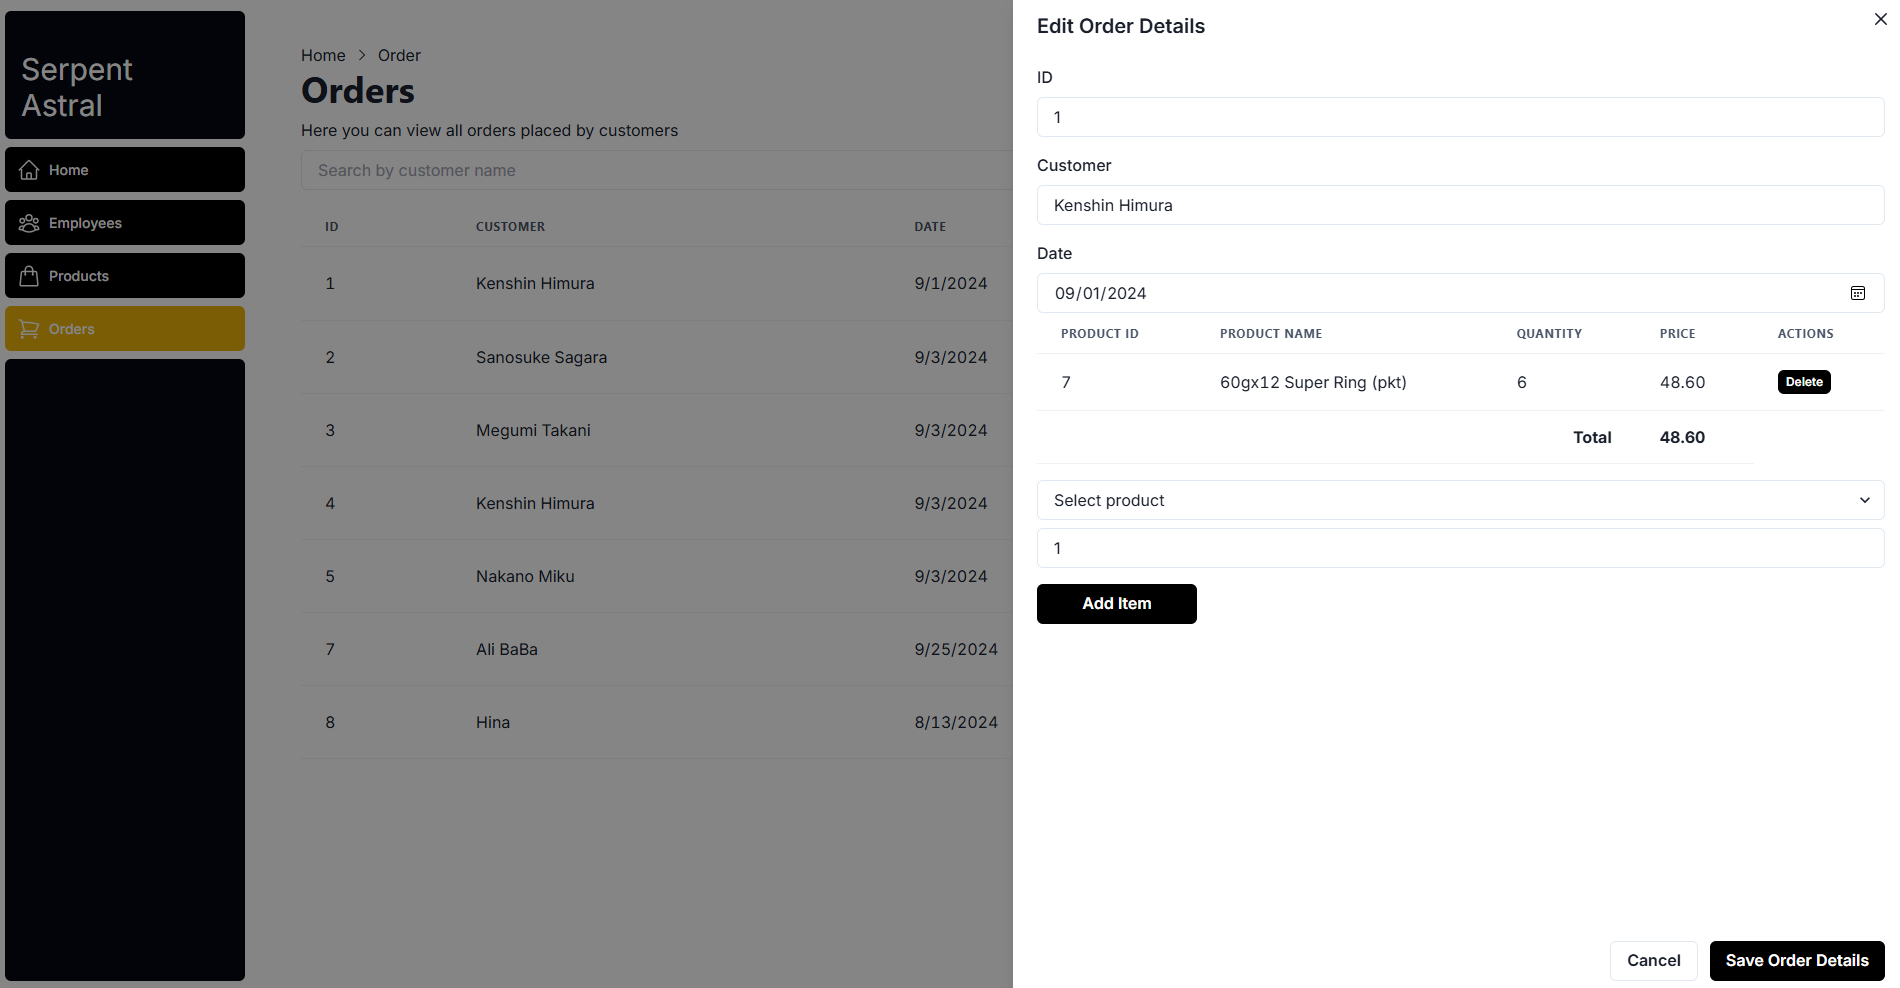 Serpent
Astral
Home
Employees
Products
Orders
Home > Order
Orders
Here you can view all orders placed by customers
Search by customer name
ID CUSTOMER DATE
1 Kenshin Himura 9/1/2024
2 Sanosuke Sagara 9/3/2024
3 Megumi Takani 9/3/2024
4 Kenshin Himura 9/3/2024
5 Nakano Miku 9/3/2024
7 Ali BaBa 9/25/2024
8 Hina 8/13/2024
Edit Order Details
ID
1
Customer
Kenshin Himura
Date
09/01/2024
PRODUCT ID PRODUCT NAME QUANTITY PRICE ACTIONS
7 60gx12 Super Ring (pkt) 6 48.60 Delete
Total 48.60
Select product
1
Add Item
Cancel Save Order Details